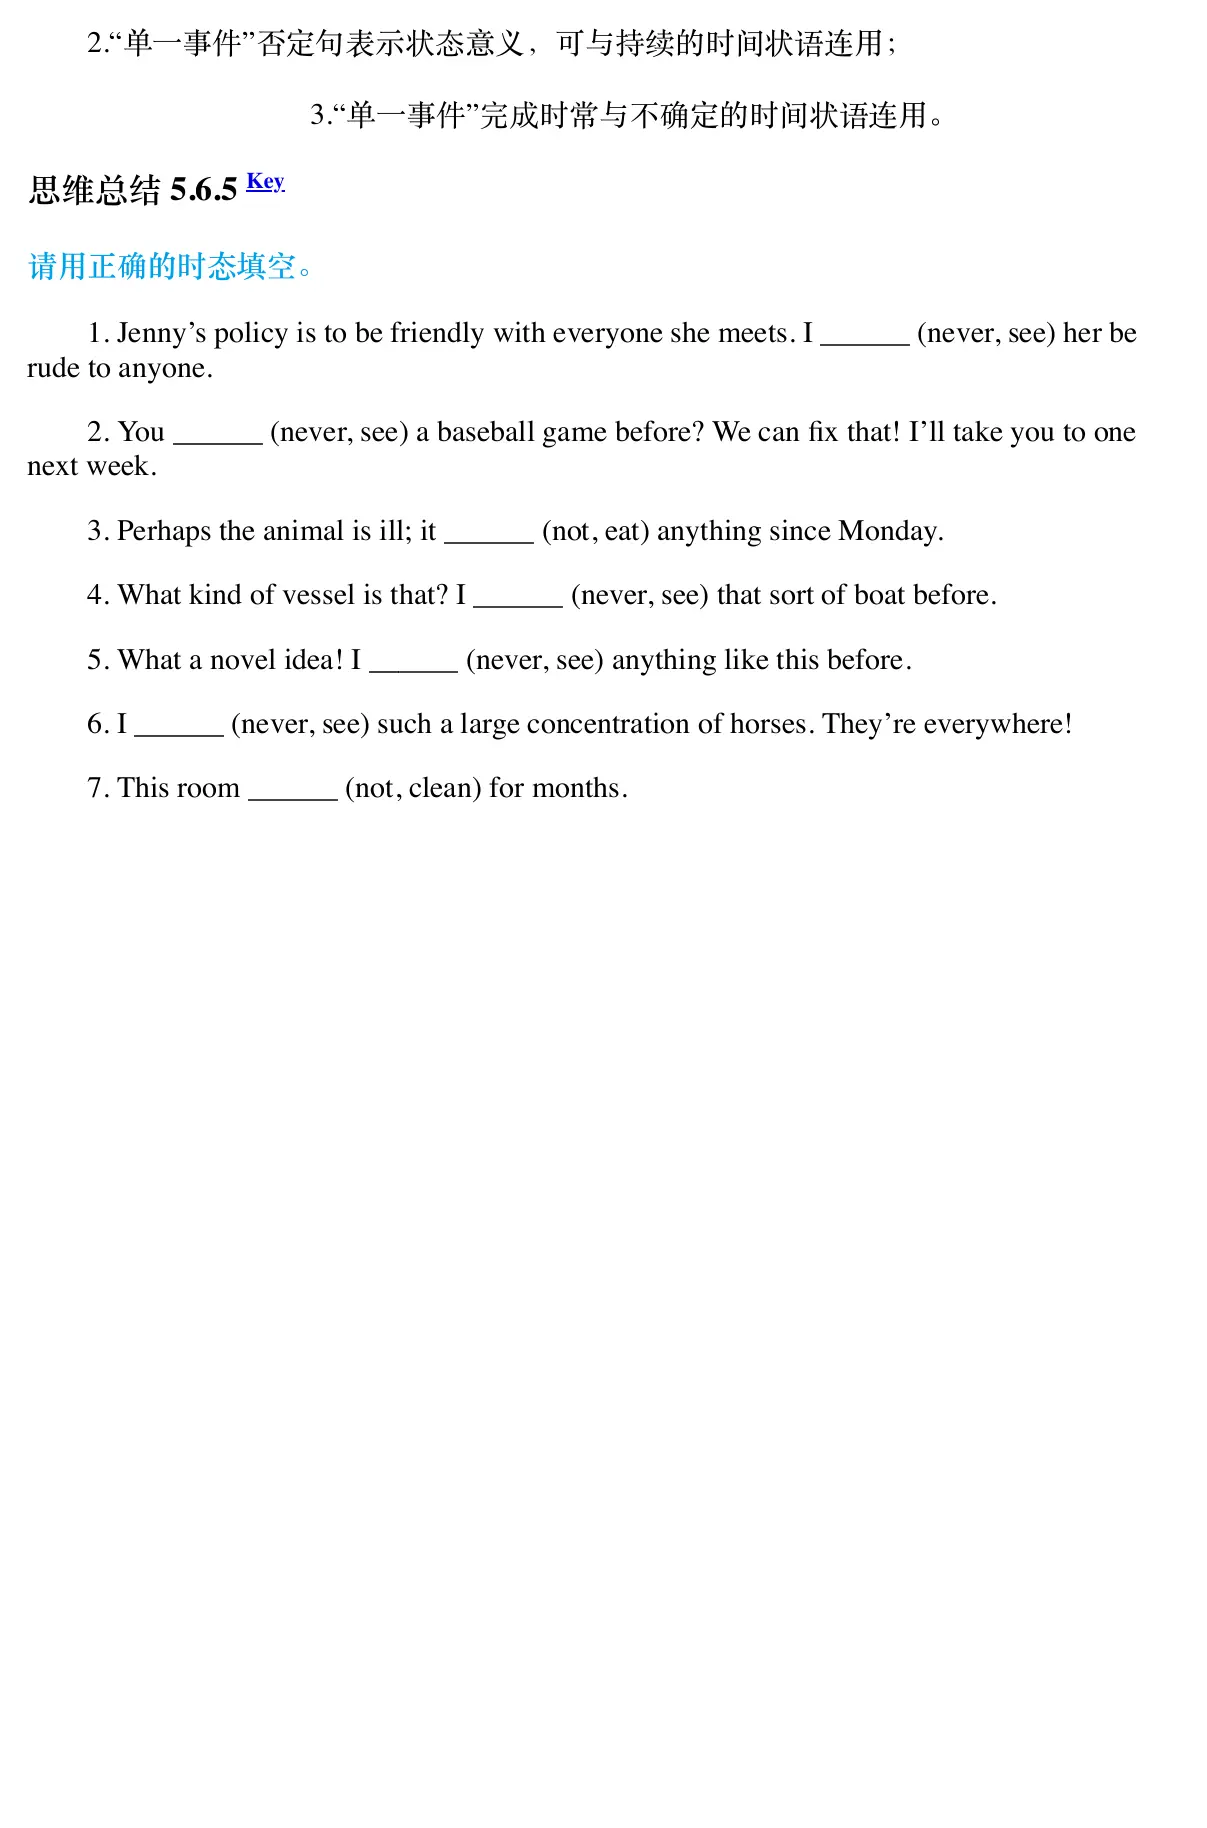 2.“单一事件”否定句表示状态意义，可与持续的时间状语连用；
3.“单一事件”完成时常与不确定的时间状语连用。
思维总结 5.6.5 Key
请用正确的时态填空。
1. Jenny’s policy is to be friendly with everyone she meets. I ______ (never, see) her be
rude to anyone.
2. You ______ (never, see) a baseball game before? We can fix that! I’ll take you to one
next week.
3. Perhaps the animal is ill; it ______ (not, eat) anything since Monday.
4. What kind of vessel is that? I ______ (never, see) that sort of boat before.
5. What a novel idea! I ______ (never, see) anything like this before.
6. I ______ (never, see) such a large concentration of horses. They’re everywhere!
7. This room ______ (not, clean) for months.